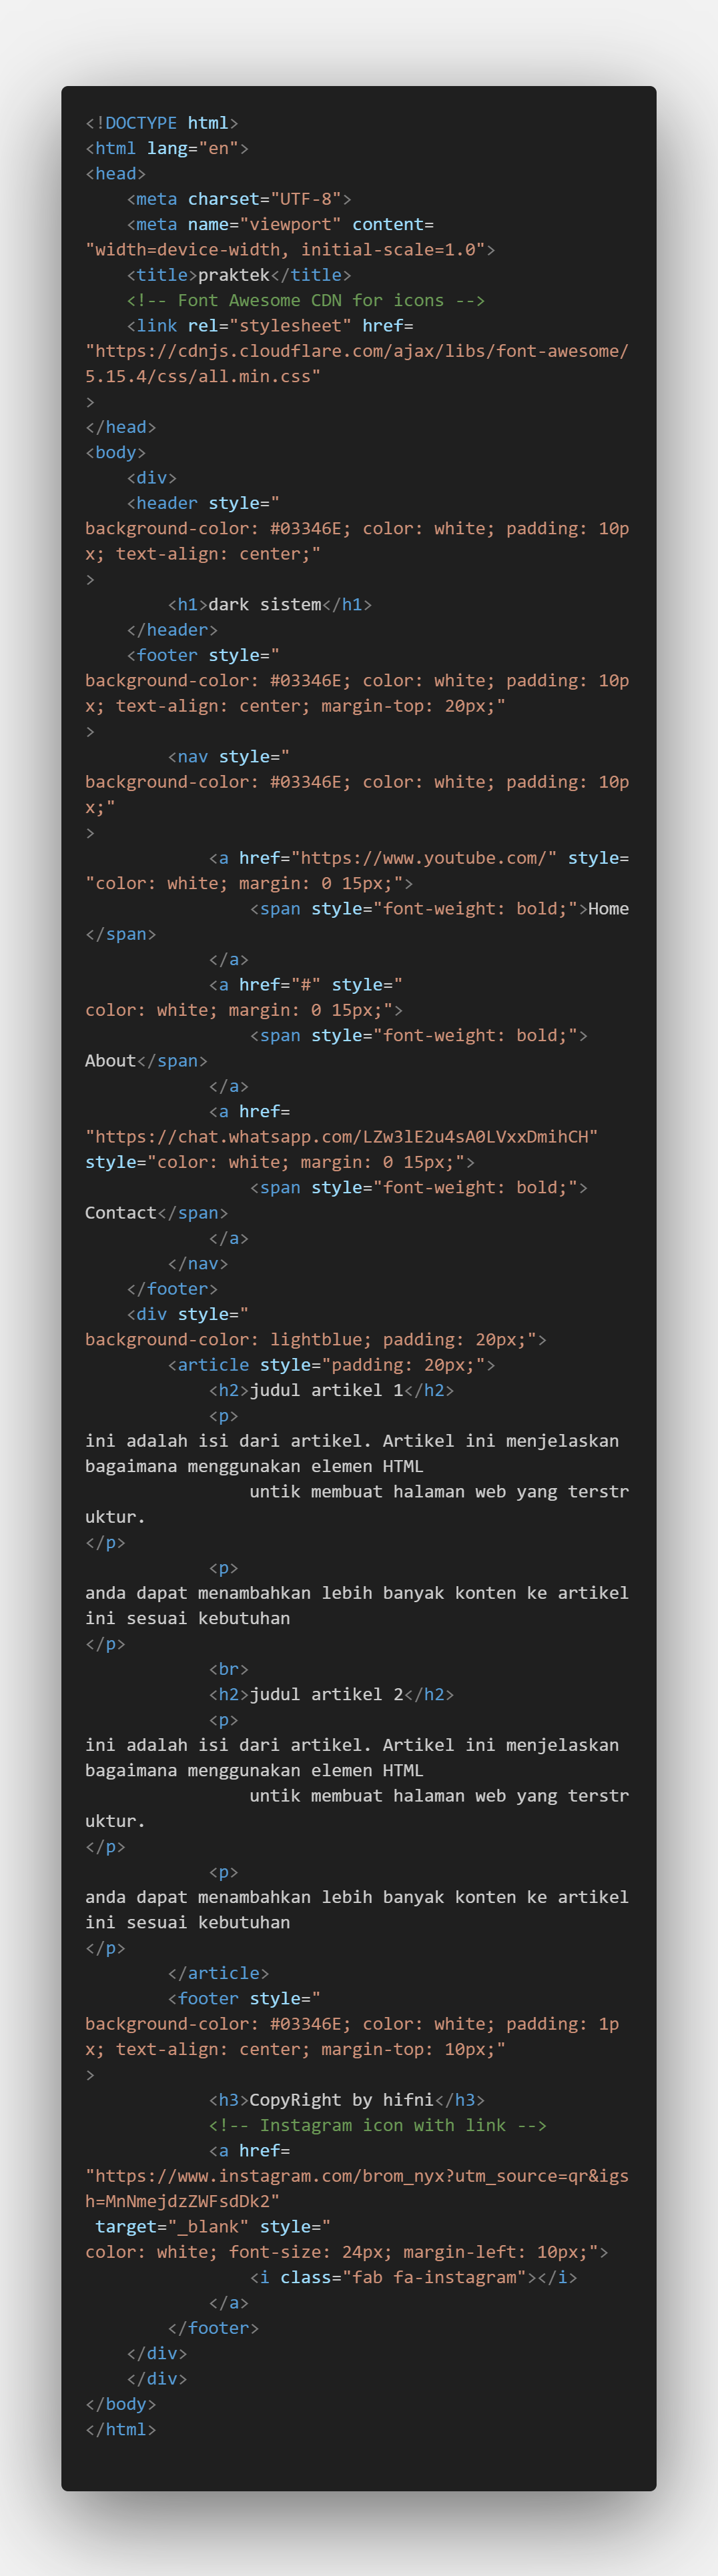 <!DOCTYPE html>
<html lang="en">
<head>
    <meta charset="UTF-8">
    <meta name="viewport" content=
"width=device-width, initial-scale=1.0">
    <title>praktek</title>
    <!-- Font Awesome CDN for icons -->
    <link rel="stylesheet" href=
"https://cdnjs.cloudflare.com/ajax/libs/font-awesome/
5.15.4/css/all.min.css"
>
</head>
<body>
    <div>
    <header style="
background-color: #03346E; color: white; padding: 10p
x; text-align: center;"
>
        <h1>dark sistem</h1>
    </header>
    <footer style="
background-color: #03346E; color: white; padding: 10p
x; text-align: center; margin-top: 20px;"
>
        <nav style="
background-color: #03346E; color: white; padding: 10p
x;"
>
            <a href="https://www.youtube.com/" style=
"color: white; margin: 0 15px;">
                <span style="font-weight: bold;">Home
</span>
            </a>
            <a href="#" style="
color: white; margin: 0 15px;">
                <span style="font-weight: bold;">
About</span>
            </a>
            <a href=
"https://chat.whatsapp.com/LZw3lE2u4sA0LVxxDmihCH"
style="color: white; margin: 0 15px;">
                <span style="font-weight: bold;">
Contact</span>
            </a>
        </nav>
    </footer>
    <div style="
background-color: lightblue; padding: 20px;">
        <article style="padding: 20px;">
            <h2>judul artikel 1</h2>
            <p>
ini adalah isi dari artikel. Artikel ini menjelaskan
bagaimana menggunakan elemen HTML
                untik membuat halaman web yang terstr
uktur.
</p>
            <p>
anda dapat menambahkan lebih banyak konten ke artikel
ini sesuai kebutuhan
</p>
            <br>
            <h2>judul artikel 2</h2>
            <p>
ini adalah isi dari artikel. Artikel ini menjelaskan
bagaimana menggunakan elemen HTML
                untik membuat halaman web yang terstr
uktur.
</p>
            <p>
anda dapat menambahkan lebih banyak konten ke artikel
ini sesuai kebutuhan
</p>
        </article>
        <footer style="
background-color: #03346E; color: white; padding: 1p
x; text-align: center; margin-top: 10px;"
>
            <h3>CopyRight by hifni</h3>
            <!-- Instagram icon with link -->
            <a href=
"https://www.instagram.com/brom_nyx?utm_source=qr&igs
h=MnNmejdzZWFsdDk2"
 target="_blank" style="
color: white; font-size: 24px; margin-left: 10px;">
                <i class="fab fa-instagram"></i>
            </a>
        </footer>
    </div>
    </div>
</body>
</html>